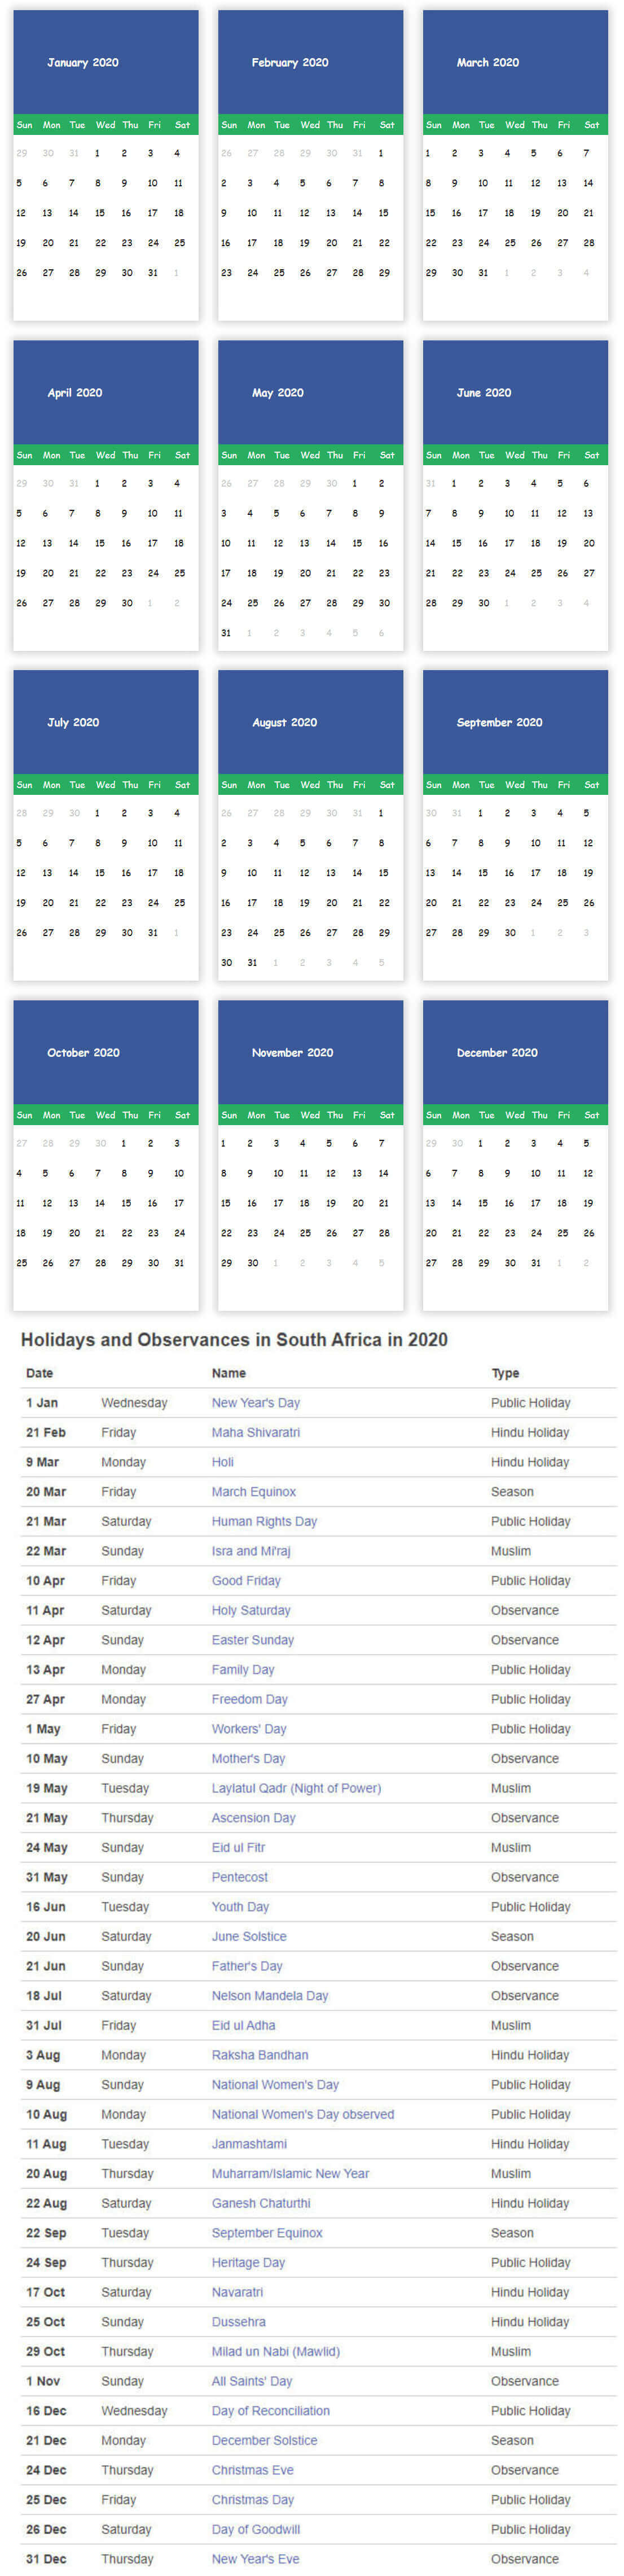 January 2020
Sun Mon Tue Wed Thu Fri Sat
29 30 31 1 2 3 4
5 6 7 8 9 10 11
12 13 14 15 16 17 18
19 20 21 22 23 24 25
26 27 28 29 30 31 1
February 2020
Sun Mon Tue Wed Thu Fri Sat
26 27 28 29 30 31 1
2 3 4 5 6 7 8
9 10 11 12 13 14 15
16 17 18 19 20 21 22
23 24 25 26 27 28 29
March 2020
Sun Mon Tue Wed Thu Fri Sat
1 2 3 4 5 6 7
8 9 10 11 12 13 14
15 16 17 18 19 20 21
22 23 24 25 26 27 28
29 30 31 1 2 3 4
April 2020
Sun Mon Tue Wed Thu Fri Sat
29 30 31 1 2 3 4
5 6 7 8 9 10 11
12 13 14 15 16 17 18
19 20 21 22 23 24 25
26 27 28 29 30 1 2
May 2020
Sun Mon Tue Wed Thu Fri Sat
26 27 28 29 30 1 2
3 4 5 6 7 8 9
10 11 12 13 14 15 16
17 18 19 20 21 22 23
24 25 26 27 28 29 30
31 1 2 3 4 5 6
June 2020
Sun Mon Tue Wed Thu Fri Sat
31 1 2 3 4 5 6
7 8 9 10 11 12 13
14 15 16 17 18 19 20
21 22 23 24 25 26 27
28 29 30 1 2 3 4
July 2020
Sun Mon Tue Wed Thu Fri Sat
28 29 30 1 2 3 4
5 6 7 8 9 10 11
12 13 14 15 16 17 18
19 20 21 22 23 24 25
26 27 28 29 30 31 1
August 2020
Sun Mon Tue Wed Thu Fri Sat
26 27 28 29 30 31 1
2 3 4 5 6 7 8
9 10 11 12 13 14 15
16 17 18 19 20 21 22
23 24 25 26 27 28 29
30 31 1 2 3 4 5
September 2020
Sun Mon Tue Wed Thu Fri Sat
30 31 1 2 3 4 5
6 7 8 9 10 11 12
13 14 15 16 17 18 19
20 21 22 23 24 25 26
27 28 29 30 1 2 3
October 2020
Sun Mon Tue Wed Thu Fri Sat
27 28 29 30 1 2 3
4 5 6 7 8 9 10
11 12 13 14 15 16 17
18 19 20 21 22 23 24
25 26 27 28 29 30 31
November 2020
Sun Mon Tue Wed Thu Fri Sat
1 2 3 4 5 6 7
8 9 10 11 12 13 14
15 16 17 18 19 20 21
22 23 24 25 26 27 28
29 30 1 2 3 4 5
December 2020
Sun Mon Tue Wed Thu Fri Sat
29 30 1 2 3 4 5
6 7 8 9 10 11 12
13 14 15 16 17 18 19
20 21 22 23 24 25 26
27 28 29 30 31 1 2
Holidays and Observances in South Africa in 2020
Date Name Type
1 Jan Wednesday New Year's Day Public Holiday
21 Feb Friday Maha Shivaratri Hindu Holiday
9 Mar Monday Holi Hindu Holiday
20 Mar Friday March Equinox Season
21 Mar Saturday Human Rights Day Public Holiday
22 Mar Sunday Isra and Mi'raj Muslim
10 Apr Friday Good Friday Public Holiday
11 Apr Saturday Holy Saturday Observance
12 Apr Sunday Easter Sunday Observance
13 Apr Monday Family Day Public Holiday
27 Apr Monday Freedom Day Public Holiday
1 May Friday Workers' Day Public Holiday
10 May Sunday Mother's Day Observance
19 May Tuesday Laylatul Qadr (Night of Power) Muslim
21 May Thursday Ascension Day Observance
24 May Sunday Eid ul Fitr Muslim
31 May Sunday Pentecost Observance
16 Jun Tuesday Youth Day Public Holiday
20 Jun Saturday June Solstice Season
21 Jun Sunday Father's Day Observance
18 Jul Saturday Nelson Mandela Day Observance
31 Jul Friday Eid ul Adha Muslim
3 Aug Monday Raksha Bandhan Hindu Holiday
9 Aug Sunday National Women's Day Public Holiday
10 Aug Monday National Women's Day observed Public Holiday
11 Aug Tuesday Janmashtami Hindu Holiday
20 Aug Thursday Muharram/Islamic New Year Muslim
22 Aug Saturday Ganesh Chaturthi Hindu Holiday
22 Sep Tuesday September Equinox Season
24 Sep Thursday Heritage Day Public Holiday
17 Oct Saturday Navaratri Hindu Holiday
25 Oct Sunday Dussehra Hindu Holiday
29 Oct Thursday Milad un Nabi (Mawlid) Muslim
1 Nov Sunday All Saints' Day Observance
16 Dec Wednesday Day of Reconciliation Public Holiday
21 Dec Monday December Solstice Season
24 Dec Thursday Christmas Eve Observance
25 Dec Friday Christmas Day Public Holiday
26 Dec Saturday Day of Goodwill Public Holiday
31 Dec Thursday New Year's Eve Observance